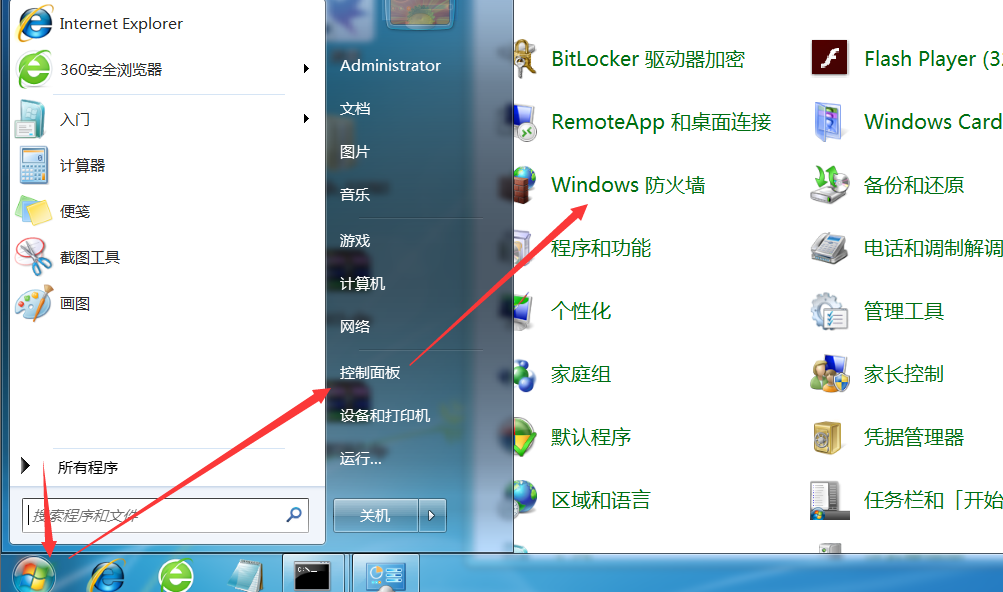 Internet Explorer
360安全浏览器
入门
计算器
便笺
截图工具
画图
所有程序
搜索程序和文件
Administrator
文档
图片
音乐
游戏
计算机
网络
控制面板
设备和打印机
运行...
关机
BitLocker 驱动器加密
RemoteApp 和桌面连接
Windows 防火墙
程序和功能
个性化
家庭组
默认程序
区域和语言
Flash Player (3
Windows Card
备份和还原
电话和调制解调
管理工具
家长控制
凭据管理器
任务栏和「开始
C:\